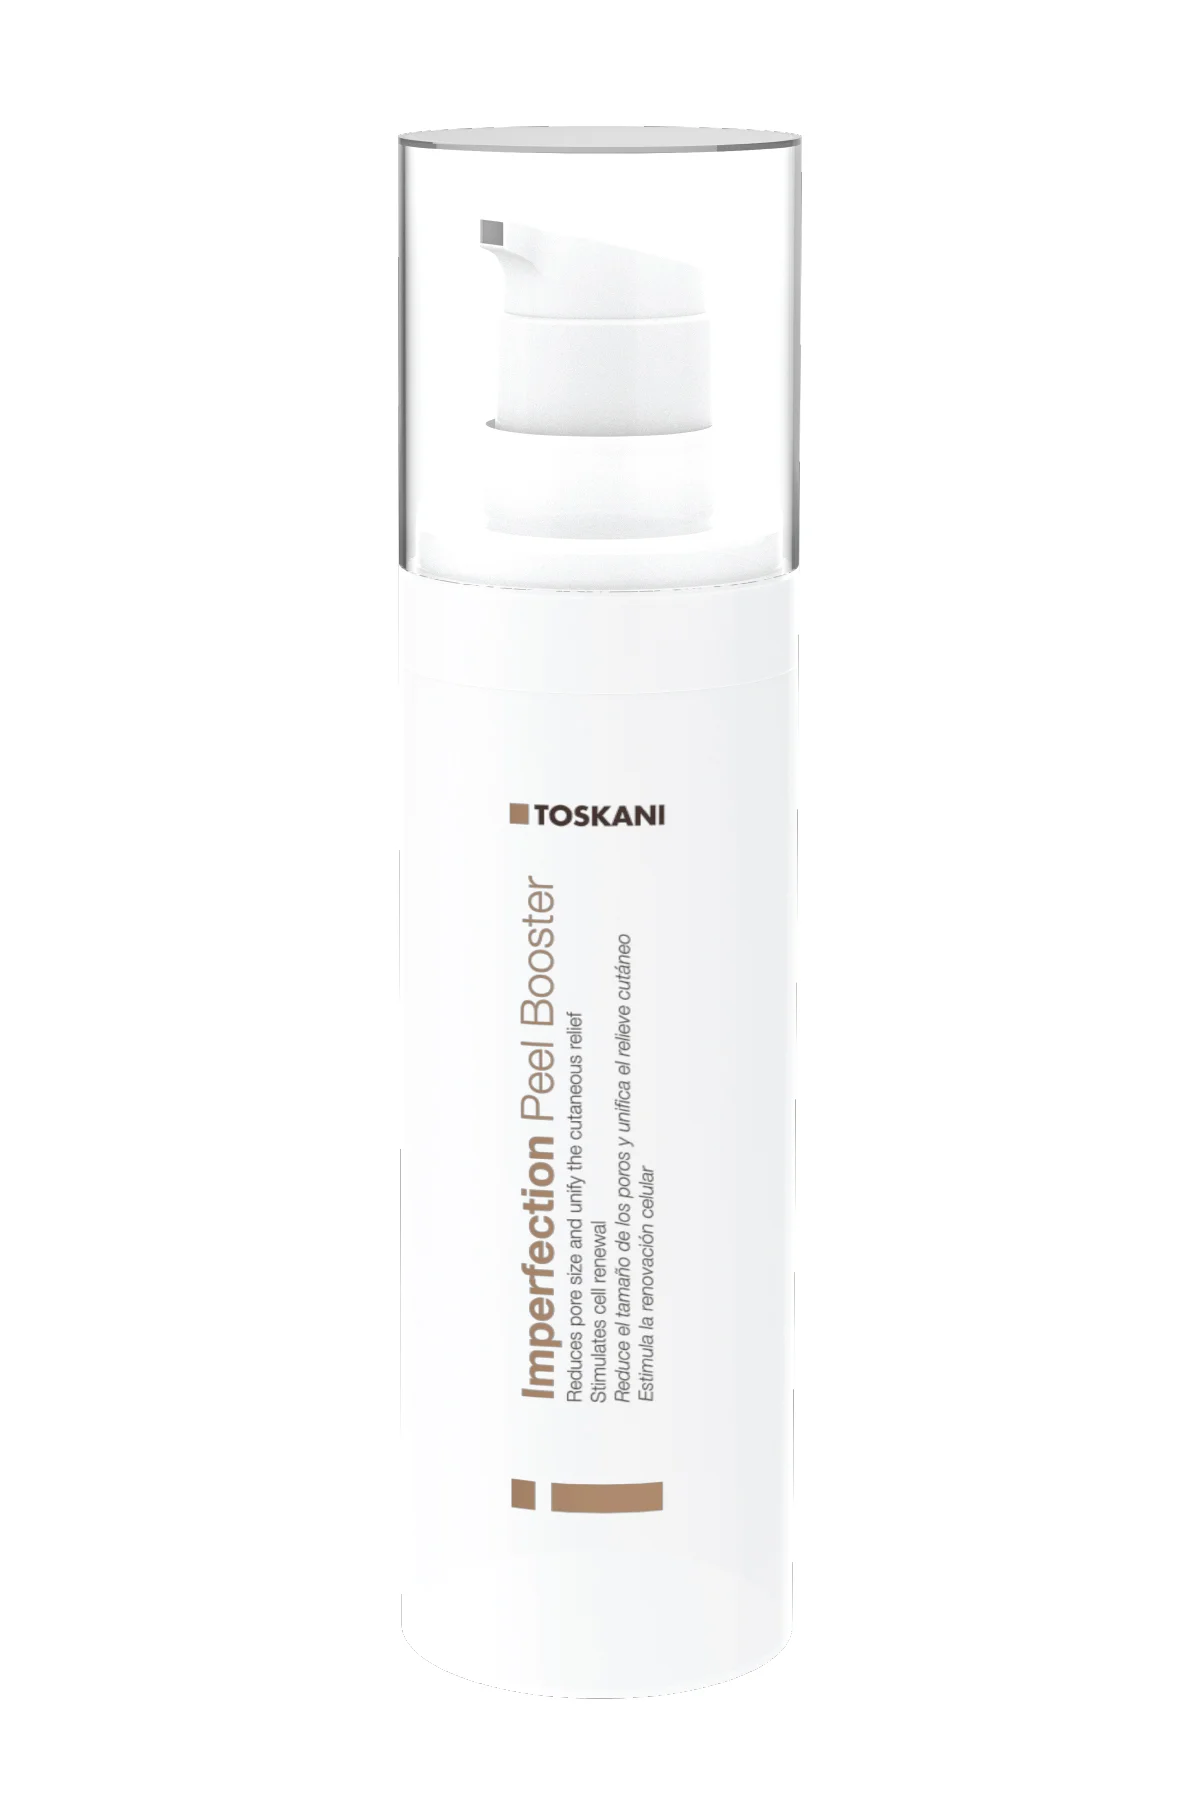 TOSKANI
Imperfection Peel Booster
Reduces pore size and unify the cutaneous relief
Stimulates cell renewal
Reduce el tamaño de los poros y unifica el relieve cutáneo
Estimula la renovación celular